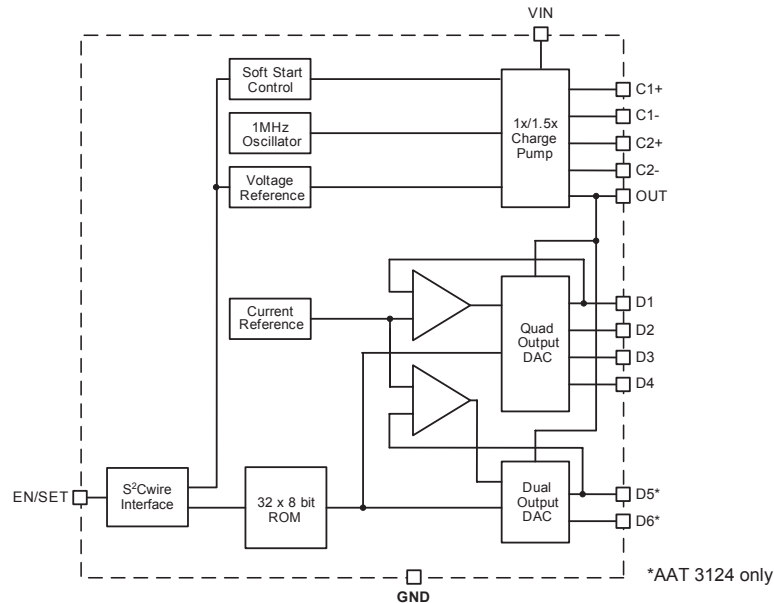 VIN
Soft Start
Control
1MHz
Oscillator
Voltage
Reference
1x/1.5x
Charge
Pump
C1+
C1-
C2+
C2-
OUT
Current
Reference
Quad
Output
DAC
D1
D2
D3
D4
EN/SET
S²Cwire
Interface
32 x 8 bit
ROM
Dual
Output
DAC
D5*
D6*
*AAT 3124 only
GND